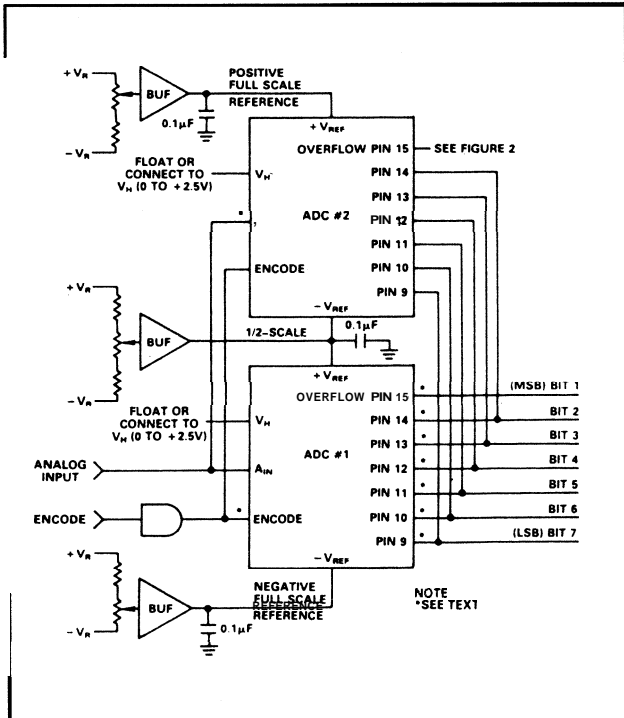 +VR
BUF
POSITIVE
FULL SCALE
REFERENCE
0.1μF
-VR
+VREF
OVERFLOW PIN 15
SEE FIGURE 2
FLOAT OR
CONNECT TO
VH (0 TO +2.5V)
VH
PIN 14
PIN 13
*
ADC #2
PIN 12
PIN 11
ENCODE
PIN 10
PIN 9
+VR
-VREF
BUF
1/2-SCALE
0.1μF
-VR
+VREF
OVERFLOW PIN 15 *
(MSB) BIT 1
FLOAT OR
CONNECT TO
VH (0 TO +2.5V)
VH
PIN 14 *
BIT 2
PIN 13 *
BIT 3
ADC #1
ANALOG
INPUT
AIN
PIN 12 *
BIT 4
PIN 11 *
BIT 5
ENCODE
* ENCODE
PIN 10 *
BIT 6
PIN 9 *
(LSB) BIT 7
+VR
-VREF
BUF
NEGATIVE
FULL SCALE
REFERENCE
REFERENCE
-VR
0.1μF
NOTE
*SEE TEXT